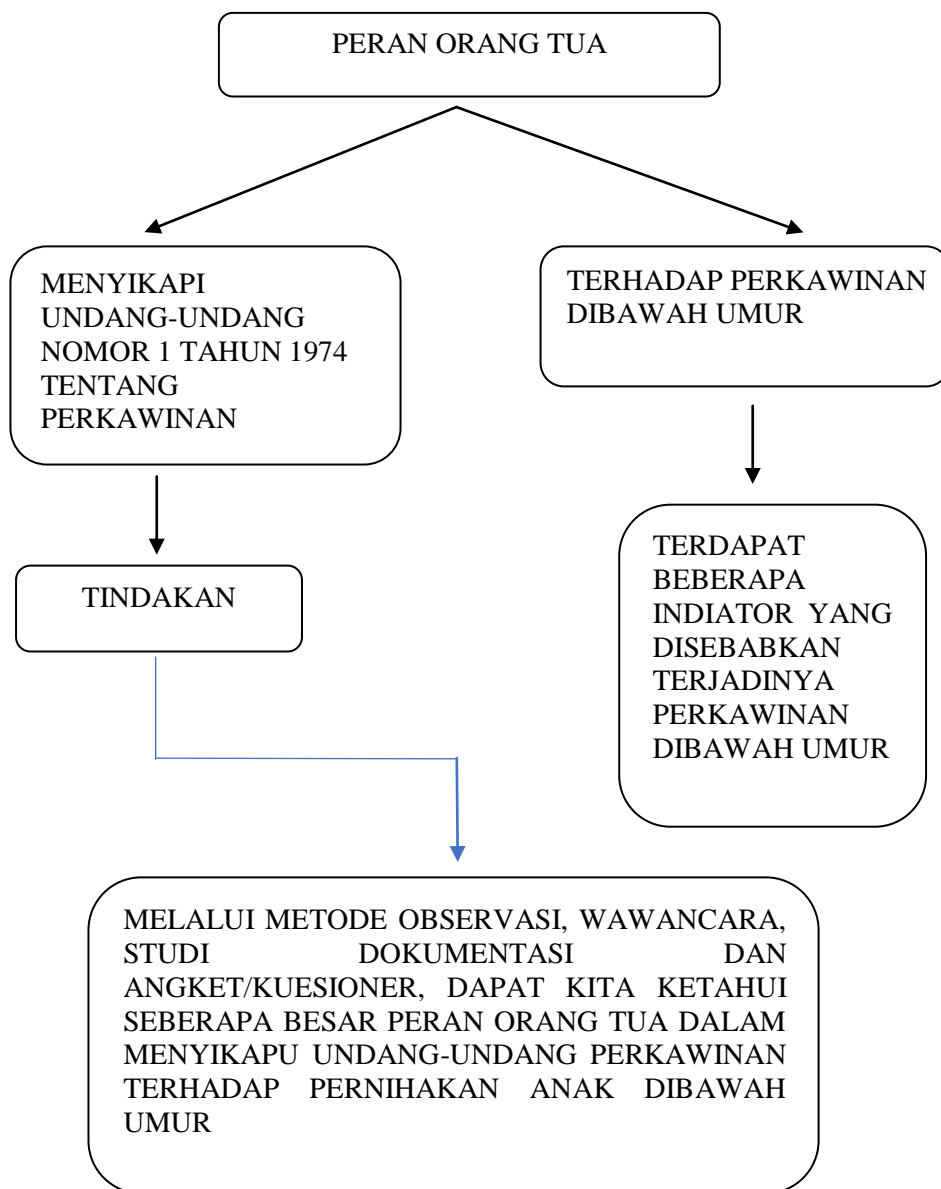 PERAN ORANG TUA
MENYIKAPI
UNDANG-UNDANG
NOMOR 1 TAHUN 1974
TENTANG
PERKAWINAN
TERHADAP PERKAWINAN
DIBAWAH UMUR
TINDAKAN
TERDAPAT
BEBERAPA
INDIATOR YANG
DISEBABKAN
TERJADINYA
PERKAWINAN
DIBAWAH UMUR
MELALUI METODE OBSERVASI, WAWANCARA,
STUDI DOKUMENTASI DAN
ANGKET/KUESIONER, DAPAT KITA KETAHUI
SEBERAPA BESAR PERAN ORANG TUA DALAM
MENYIKAPU UNDANG-UNDANG PERKAWINAN
TERHADAP PERNIHAKAN ANAK DIBAWAH
UMUR